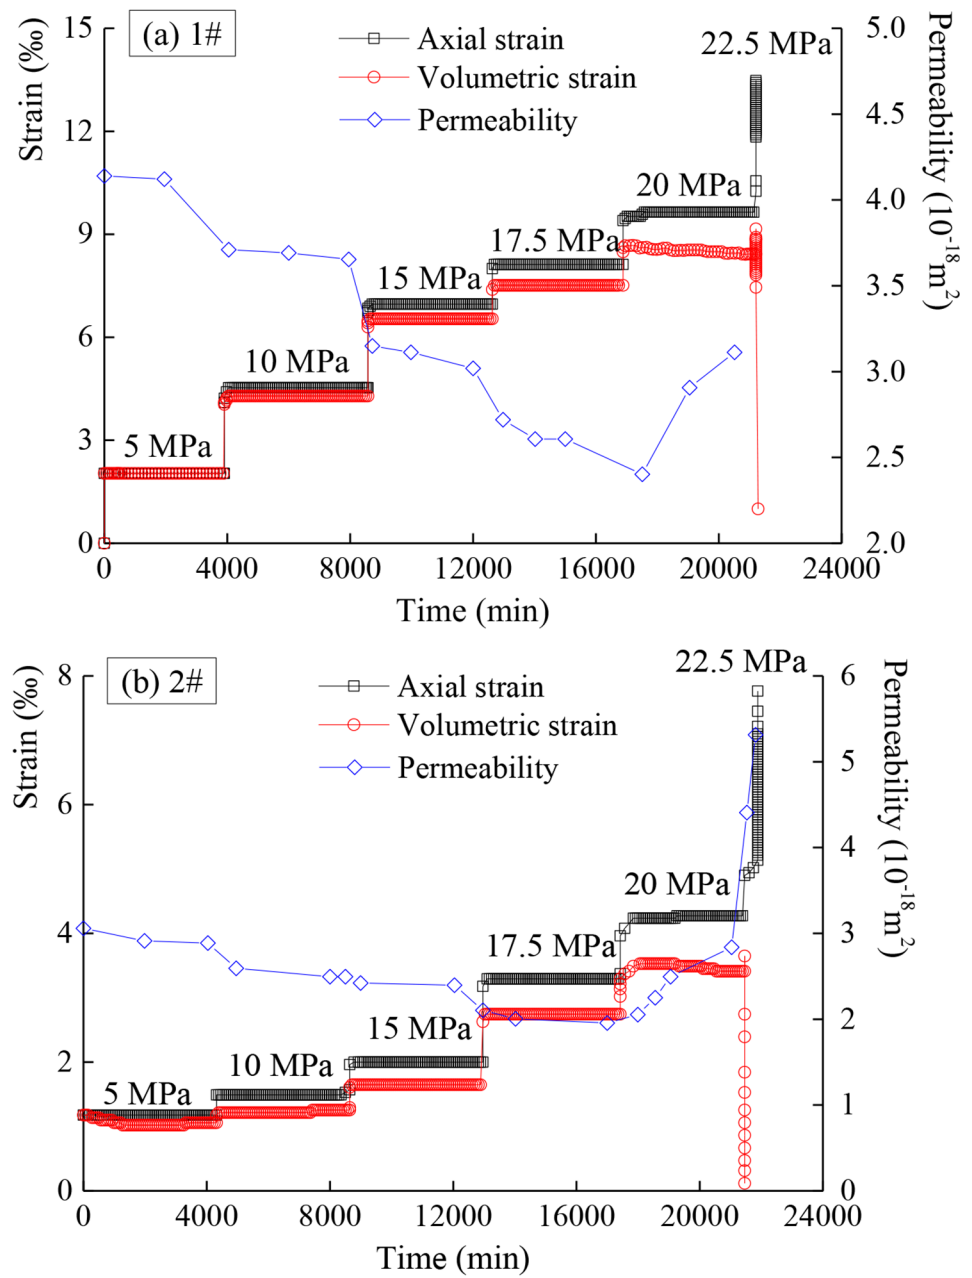 (a) 1#
Axial strain
Volumetric strain
Permeability
22.5 MPa
20 MPa
17.5 MPa
15 MPa
10 MPa
5 MPa
Strain (‰)
15
12
9
6
3
0
Permeability (10⁻¹⁸m²)
5.0
4.5
4.0
3.5
3.0
2.5
2.0
0 4000 8000 12000 16000 20000 24000
Time (min)
(b) 2#
Axial strain
Volumetric strain
Permeability
22.5 MPa
20 MPa
17.5 MPa
15 MPa
10 MPa
5 MPa
Strain (‰)
8
6
4
2
0
Permeability (10⁻¹⁸m²)
6
5
4
3
2
1
0
0 4000 8000 12000 16000 20000 24000
Time (min)